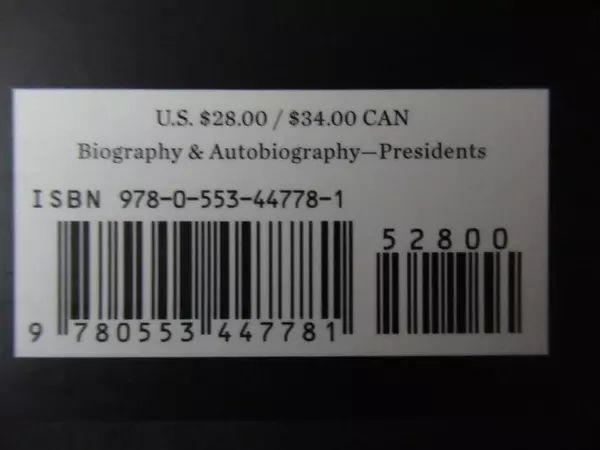 U.S. $28.00 / $34.00 CAN
Biography & Autobiography—Presidents
ISBN 978-0-553-44778-1
52800
9 780553 447781